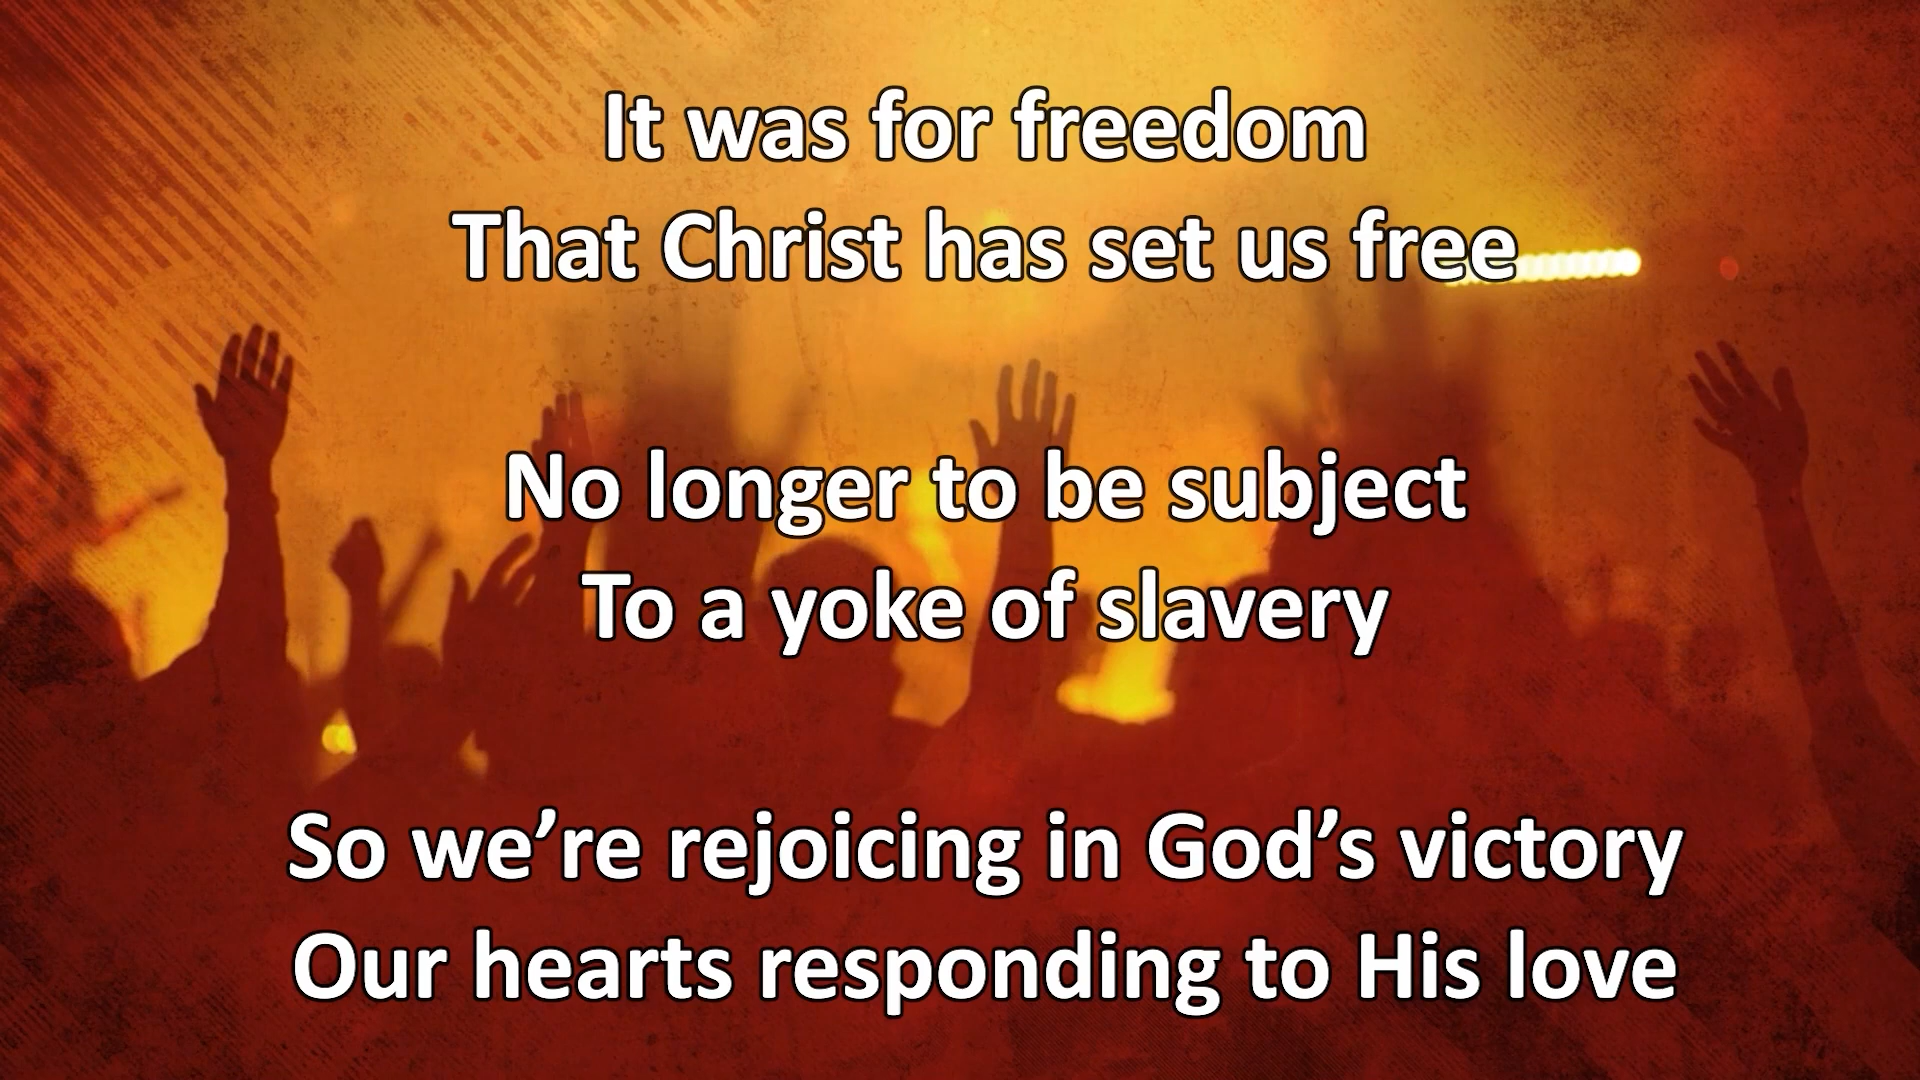 It was for freedom
That Christ has set us free
No longer to be subject
To a yoke of slavery
So we’re rejoicing in God’s victory
Our hearts responding to His love